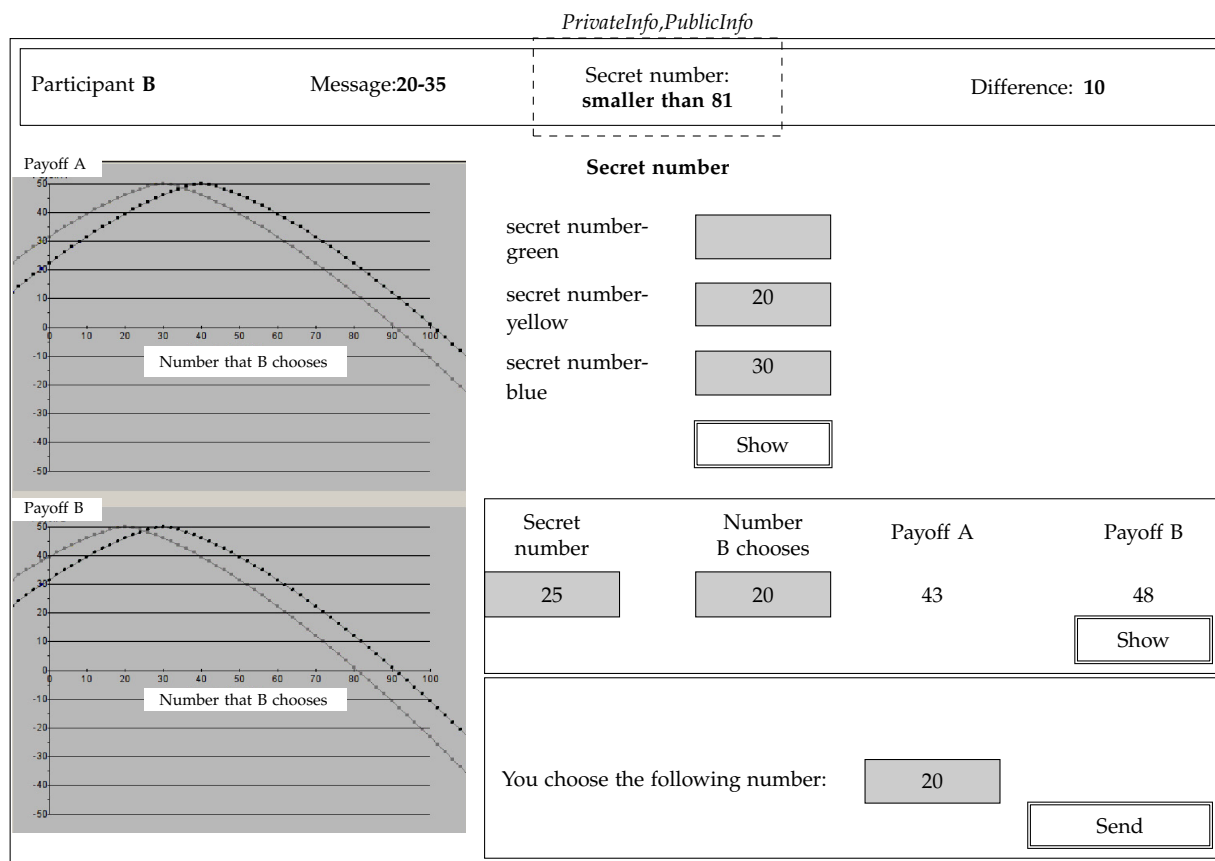 PrivateInfo,PublicInfo
Participant B
Message:20-35
Secret number:
smaller than 81
Difference: 10
Payoff A
50
40
30
20
10
0
0 10 20 30 40 50 60 70 80 90 100
Number that B chooses
-10
-20
-30
-40
-50
Secret number
secret number-
green
secret number-
yellow
20
secret number-
blue
30
Show
Payoff B
50
40
30
20
10
0
0 10 20 30 40 50 60 70 80 90 100
Number that B chooses
-10
-20
-30
-40
-50
Secret
number
Number
B chooses
Payoff A
Payoff B
25
20
43
48
Show
You choose the following number:
20
Send